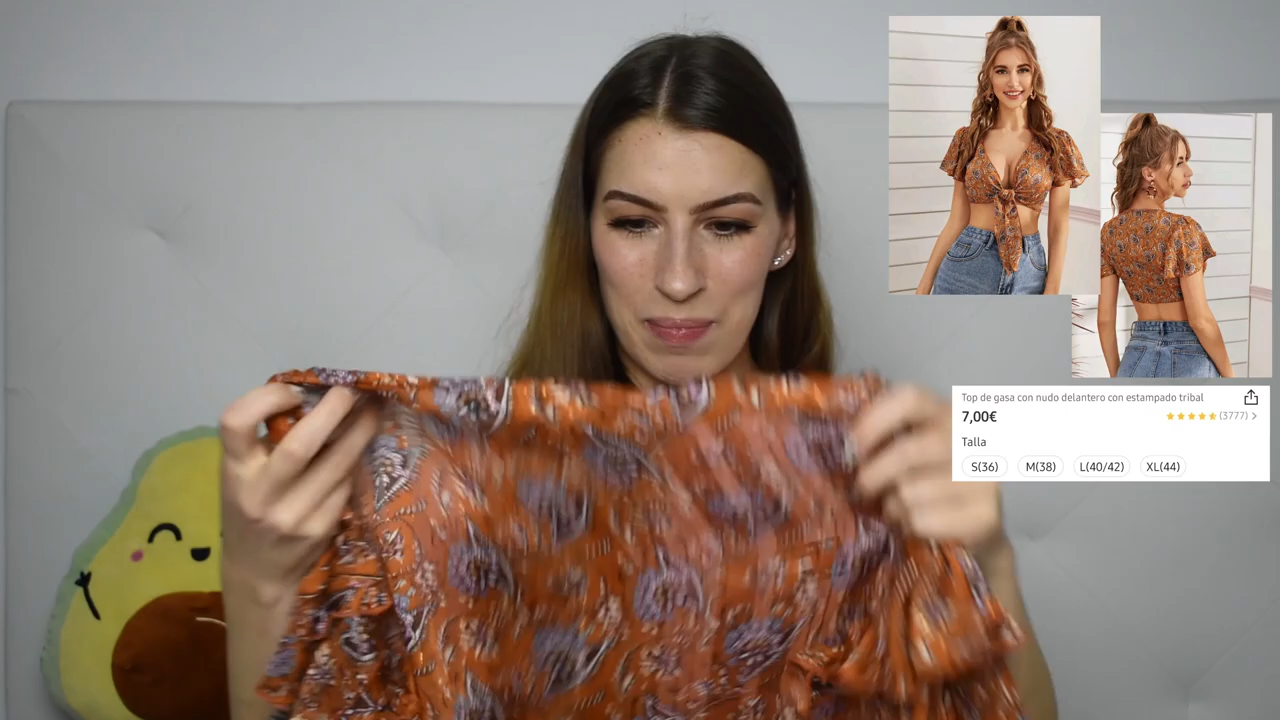 Top de gasa con nudo delantero con estampado tribal
7,00€
(3777)
Talla
S(36) M(38) L(40/42) XL(44)